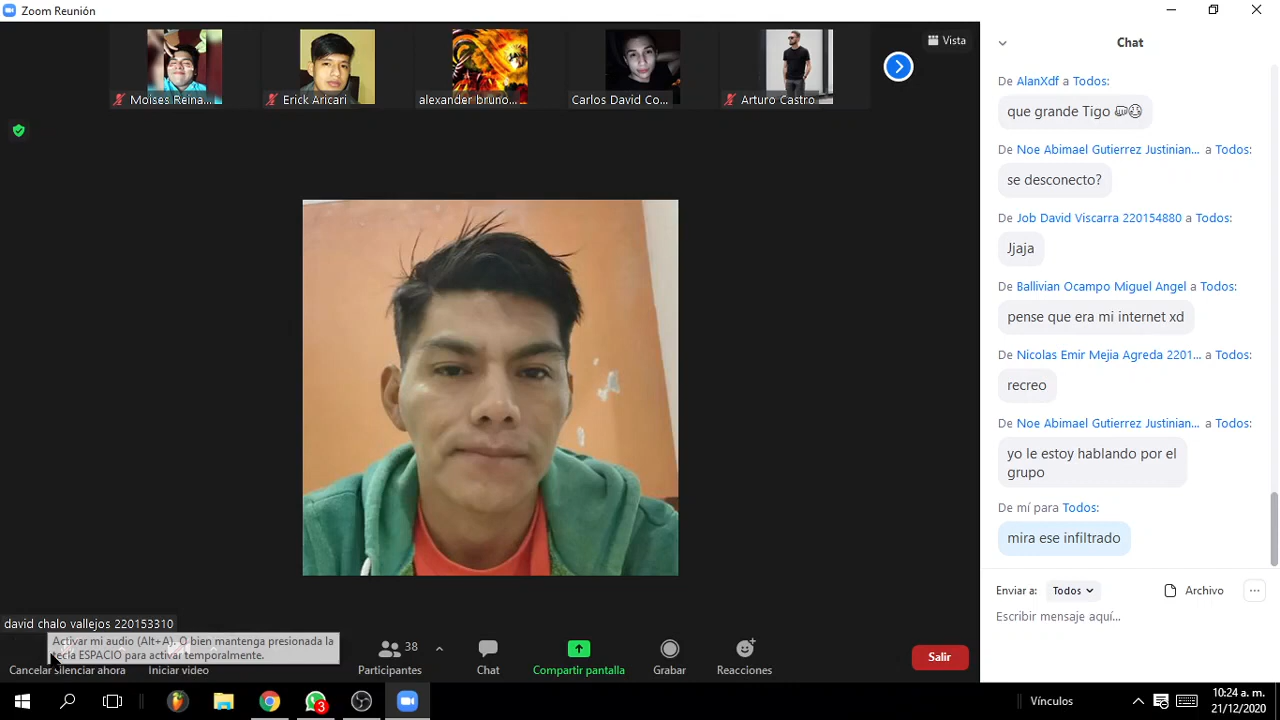 Zoom Reunión
Moises Reina...
Erick Aricari
alexander bruno...
Carlos David Co...
Arturo Castro
Vista
david chalo vallejos 220153310
Activar mi audio (Alt+A). O bien mantenga presionada la
tecla ESPACIO para activar temporalmente.
Cancelar silenciar ahora
Iniciar video
38
Participantes
Chat
Compartir pantalla
Grabar
Reacciones
Salir
Chat
De AlanXdf a Todos:
que grande Tigo
De Noe Abimael Gutierrez Justinian... a Todos:
se desconecto?
De Job David Viscarra 220154880 a Todos:
Jjaja
De Ballivian Ocampo Miguel Angel a Todos:
pense que era mi internet xd
De Nicolas Emir Mejia Agreda 2201... a Todos:
recreo
De Noe Abimael Gutierrez Justinian... a Todos:
yo le estoy hablando por el
grupo
De mí para Todos:
mira ese infiltrado
Enviar a: Todos
Archivo
...
Escribir mensaje aquí...
3
Vínculos
10:24 a. m.
21/12/2020